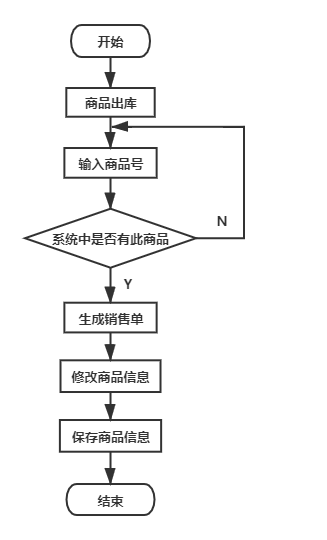 开始
商品出库
输入商品号
系统中是否有此商品
N
Y
生成销售单
修改商品信息
保存商品信息
结束